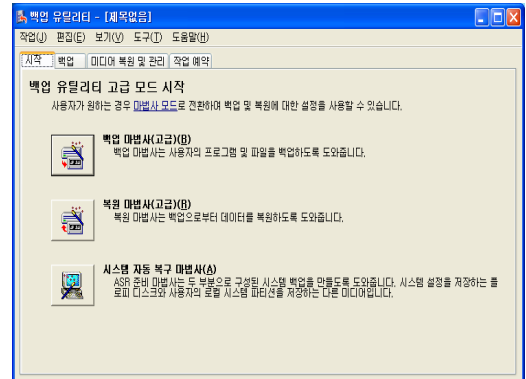 백업 유틸리티 - [제목없음]
작업(J) 편집(E) 보기(V) 도구(T) 도움말(H)
시작 백업 미디어 복원 및 관리 작업 예약
백업 유틸리티 고급 모드 시작
사용자가 원하는 경우 마법사 모드로 전환하여 백업 및 복원에 대한 설정을 사용할 수 있습니다.
백업 마법사(고급)(B)
백업 마법사는 사용자의 프로그램 및 파일을 백업하도록 도와줍니다.
복원 마법사(고급)(R)
복원 마법사는 백업으로부터 데이터를 복원하도록 도와줍니다.
시스템 자동 복구 마법사(A)
ASR 준비 마법사는 두 부분으로 구성된 시스템 백업을 만들도록 도와줍니다. 시스템 설정을 저장하는 플
로피 디스크와 사용자의 로컬 시스템 파티션을 저장하는 다른 미디어입니다.